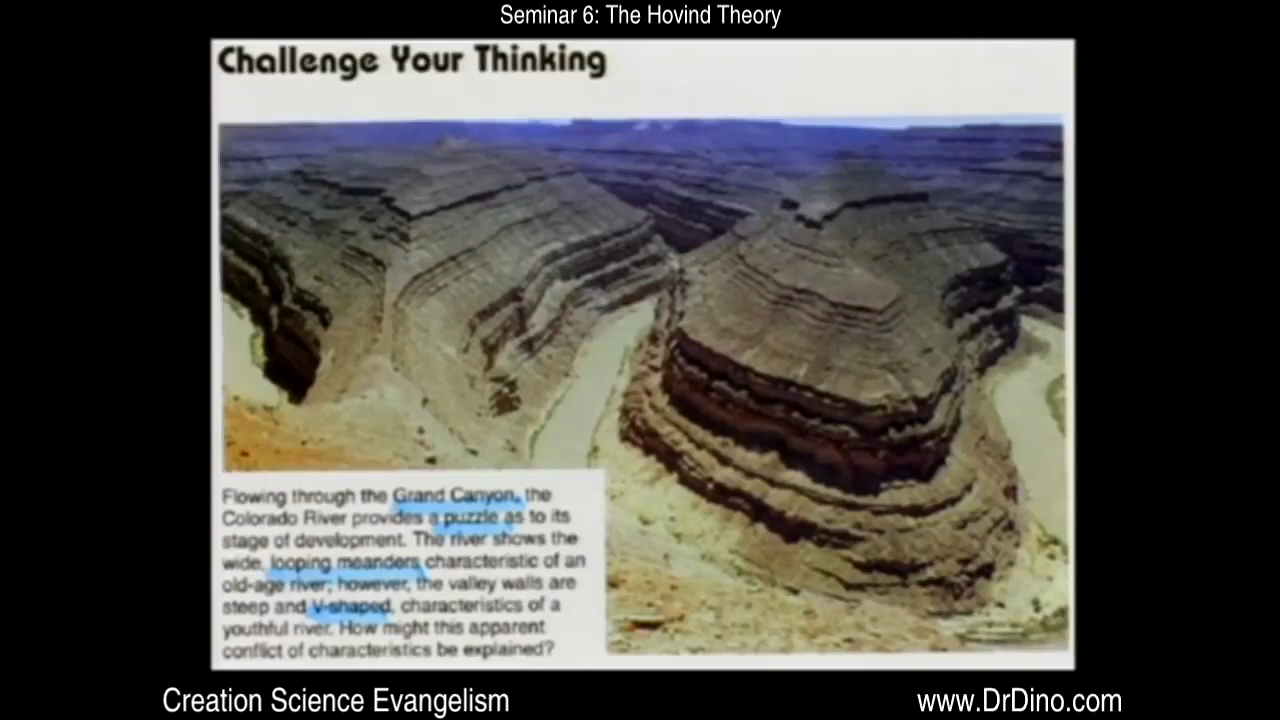 Seminar 6: The Hovind Theory
Challenge Your Thinking
Flowing through the Grand Canyon, the
Colorado River provides a puzzle as to its
stage of development. The river shows the
wide, looping meanders characteristic of an
old-age river; however, the valley walls are
steep and V-shaped, characteristics of a
youthful river. How might this apparent
conflict of characteristics be explained?
Creation Science Evangelism
www.DrDino.com